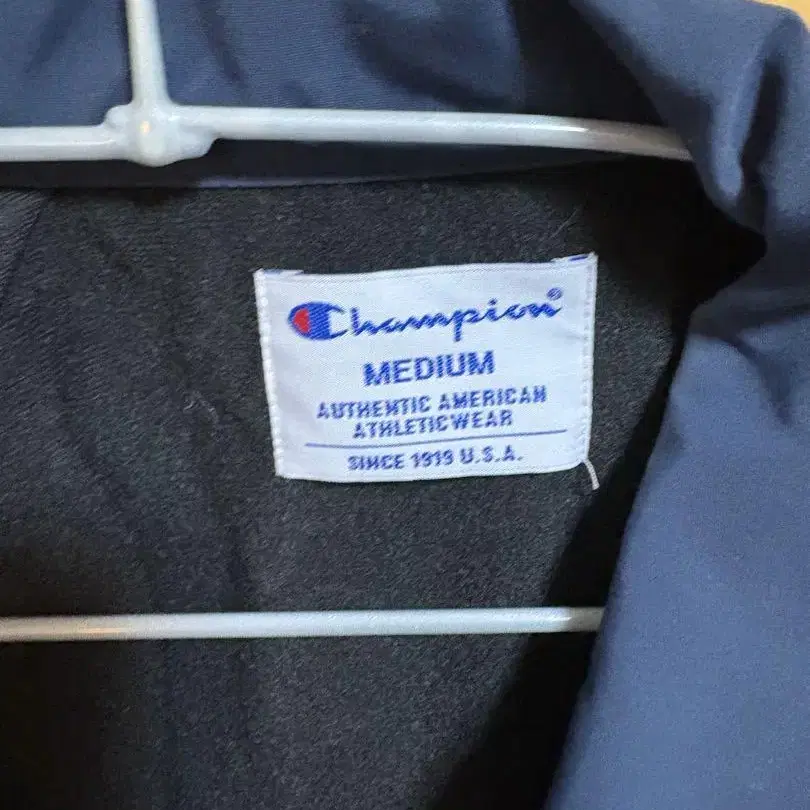 Champion®
MEDIUM
AUTHENTIC AMERICAN
ATHLETICWEAR
SINCE 1919 U.S.A.